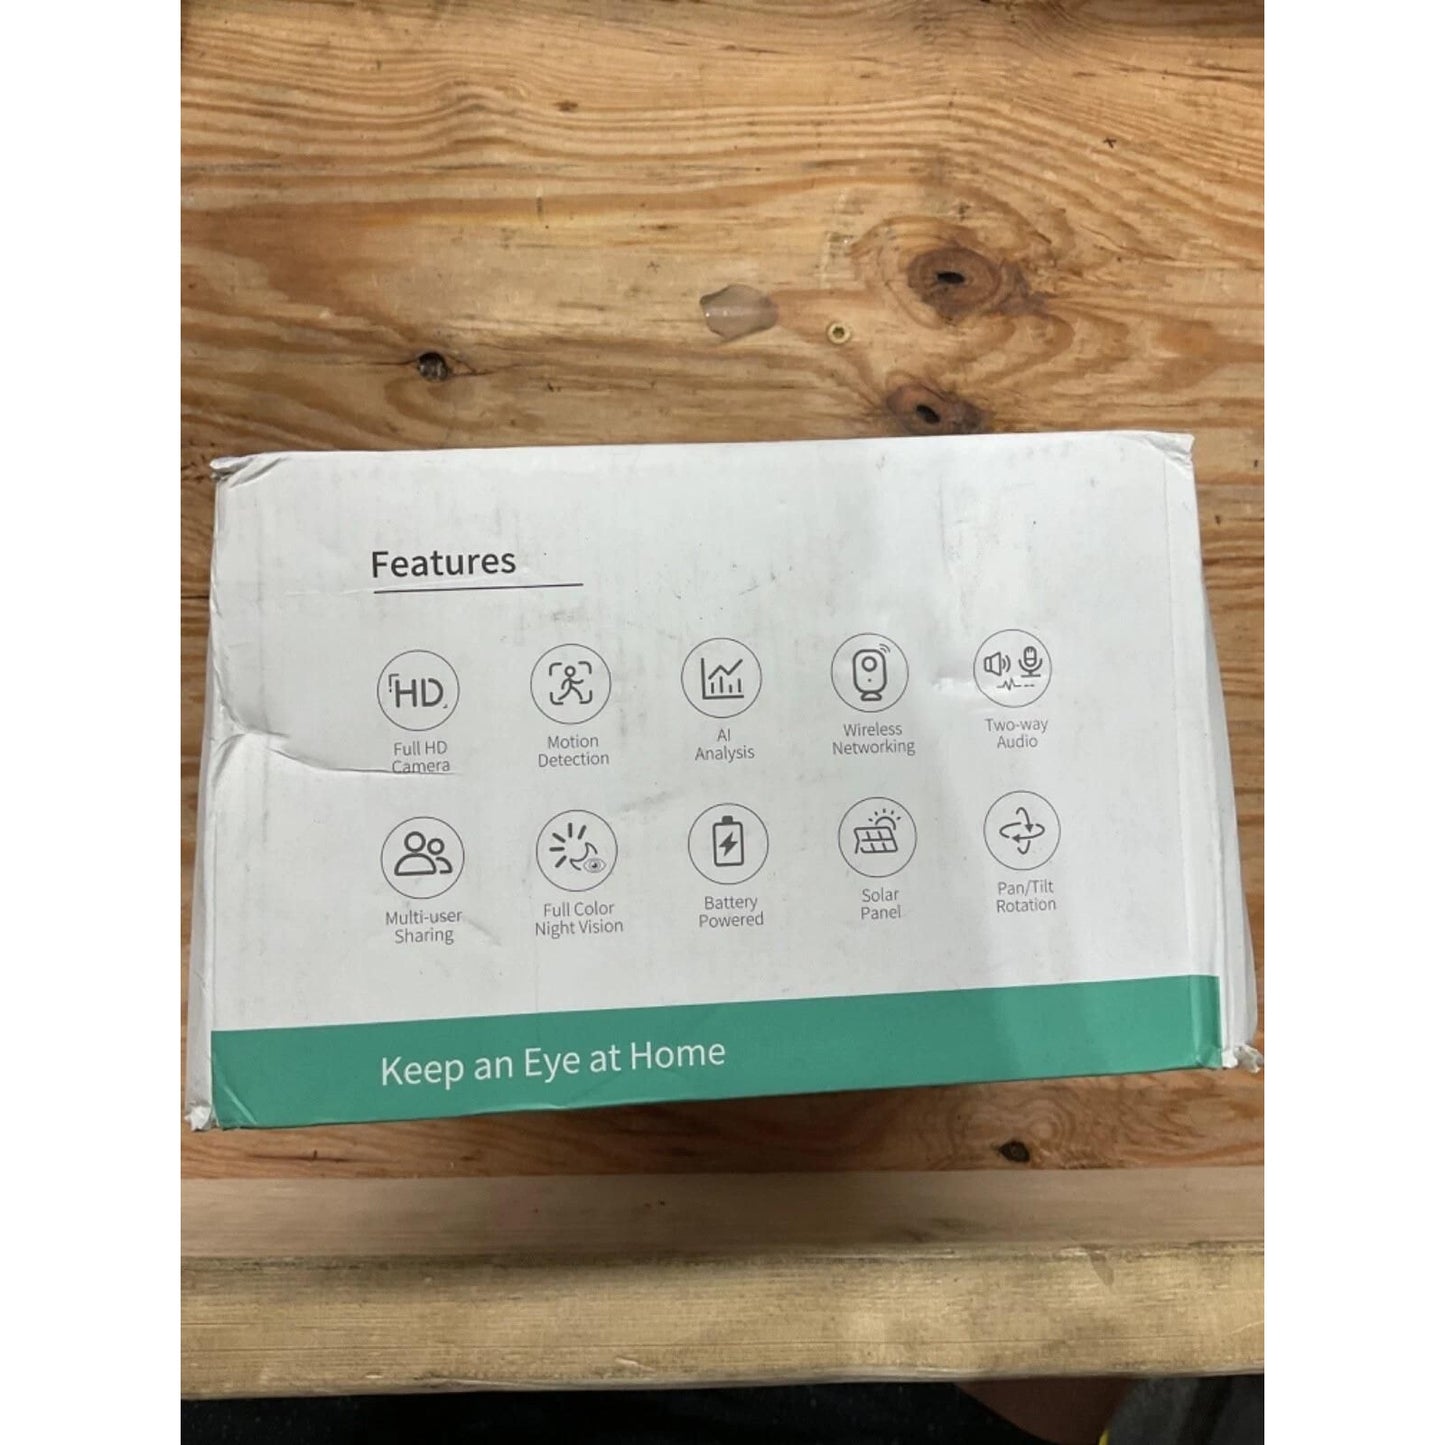 Features
HD
Full HD
Camera
Motion
Detection
AI
Analysis
Wireless
Networking
Two-way
Audio
Multi-user
Sharing
Full Color
Night Vision
Battery
Powered
Solar
Panel
Pan/Tilt
Rotation
Keep an Eye at Home